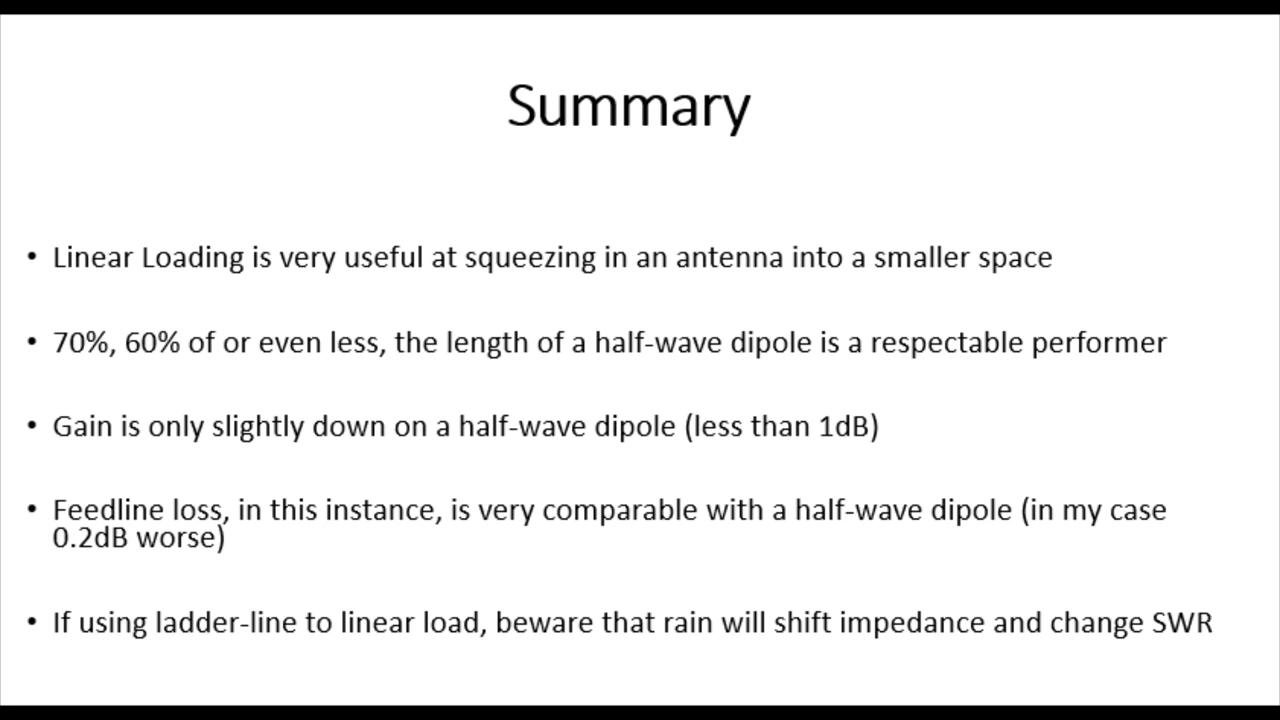 Summary
• Linear Loading is very useful at squeezing in an antenna into a smaller space
• 70%, 60% of or even less, the length of a half-wave dipole is a respectable performer
• Gain is only slightly down on a half-wave dipole (less than 1dB)
• Feedline loss, in this instance, is very comparable with a half-wave dipole (in my case
0.2dB worse)
• If using ladder-line to linear load, beware that rain will shift impedance and change SWR